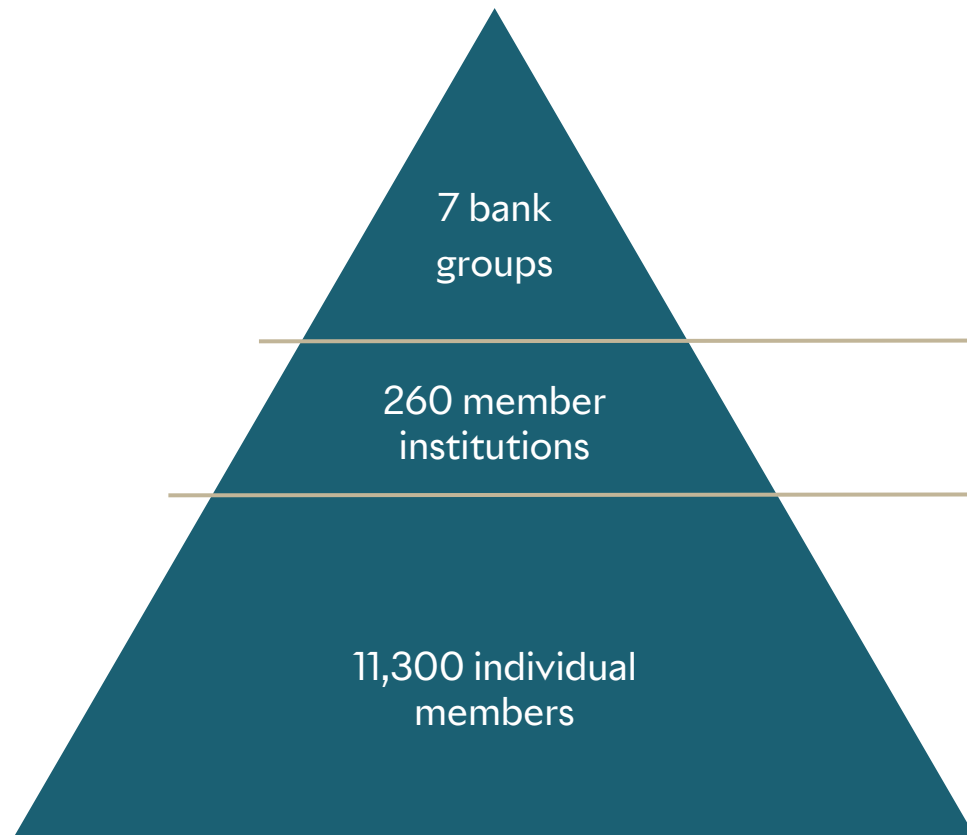 7 bank
groups
260 member
institutions
11,300 individual
members